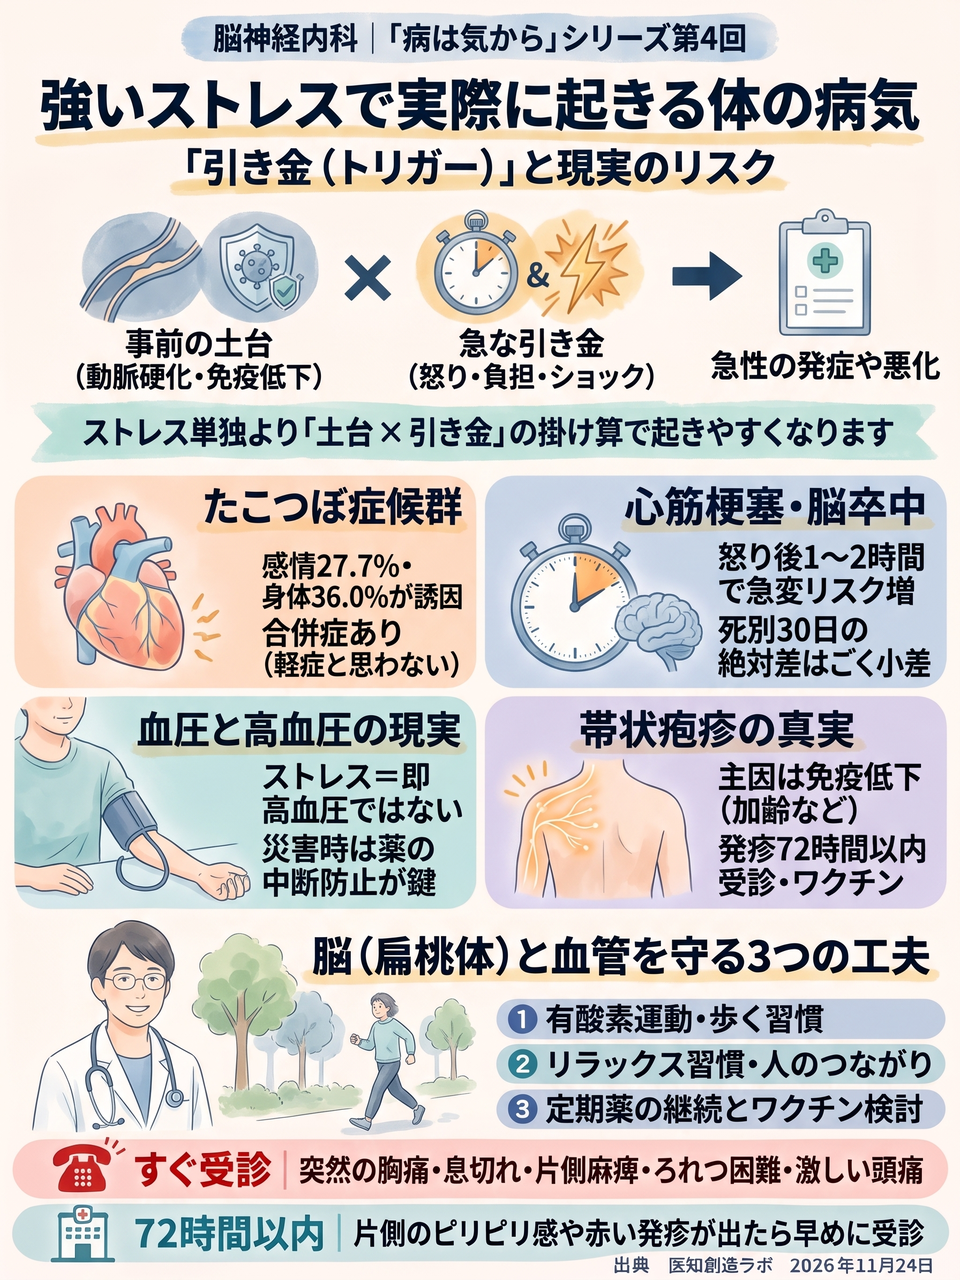 脳神経内科｜「病は気から」シリーズ第4回
強いストレスで実際に起きる体の病気
「引き金（トリガー）」と現実のリスク
&
事前の土台
（動脈硬化・免疫低下）
急な引き金
（怒り・負担・ショック）
急性の発症や悪化
ストレス単独より「土台×引き金」の掛け算で起きやすくなります
たこつぼ症候群
感情27.7%・
身体36.0%が誘因
合併症あり
（軽症と思わない）
心筋梗塞・脳卒中
怒り後1〜2時間
で急変リスク増
死別30日の
絶対差はごく小差
血圧と高血圧の現実
ストレス＝即
高血圧ではない
災害時は薬の
中断防止が鍵
帯状疱疹の真実
主因は免疫低下
（加齢など）
発疹72時間以内
受診・ワクチン
脳（扁桃体）と血管を守る3つの工夫
1 有酸素運動・歩く習慣
2 リラックス習慣・人のつながり
3 定期薬の継続とワクチン検討
すぐ受診｜突然の胸痛・息切れ・片側麻痺・ろれつ困難・激しい頭痛
72時間以内｜片側のピリピリ感や赤い発疹が出たら早めに受診
出典　医知創造ラボ　2026年11月24日